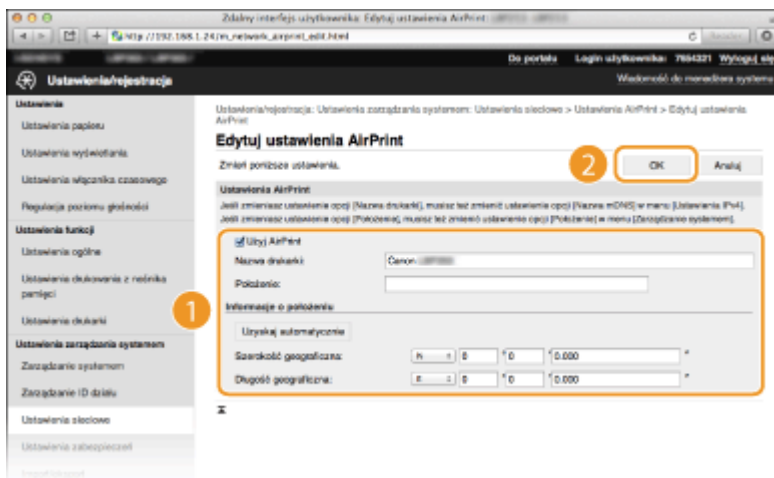 Zdalny interfejs użytkownika: Edytuj ustawienia AirPrint:
http://192.168.1.24/m_network_airprint_edit.html
Reader
Do portalu Login użytkownika: 7654321 Wyloguj się
Ustawienia/rejestracja
Wiadomość do menedżera systemu
Ustawienia
Ustawienia papieru
Ustawienia wyświetlania
Ustawienia włącznika czasowego
Regulacja poziomu głośności
Ustawienia funkcji
Ustawienia ogólne
Ustawienia drukowania z nośnika
pamięci
Ustawienia drukarki
Ustawienia zarządzania systemem
Zarządzanie systemem
Zarządzanie ID działu
Ustawienia sieciowe
Ustawienia zabezpieczeń
Ustawienia/rejestracja: Ustawienia zarządzania systemem: Ustawienia sieciowe > Ustawienia AirPrint > Edytuj ustawienia
AirPrint
Edytuj ustawienia AirPrint
Zmień poniższe ustawienia.
2
OK
Anuluj
Ustawienia AirPrint
Jeśli zmieniasz ustawienie opcji [Nazwa drukarki], musisz też zmienić ustawienie opcji [Nazwa mDNS] w menu [Ustawienia IPv4].
Jeśli zmieniasz ustawienie opcji [Położenie], musisz też zmienić ustawienie opcji [Położenie] w menu [Zarządzanie systemem].
1
Użyj AirPrint
Nazwa drukarki: Canon
Położenie:
Informacje o położeniu
Uzyskaj automatycznie
Szerokość geograficzna: N 0 ° 0 ' 0.000 "
Długość geograficzna: E 0 ° 0 ' 0.000 "